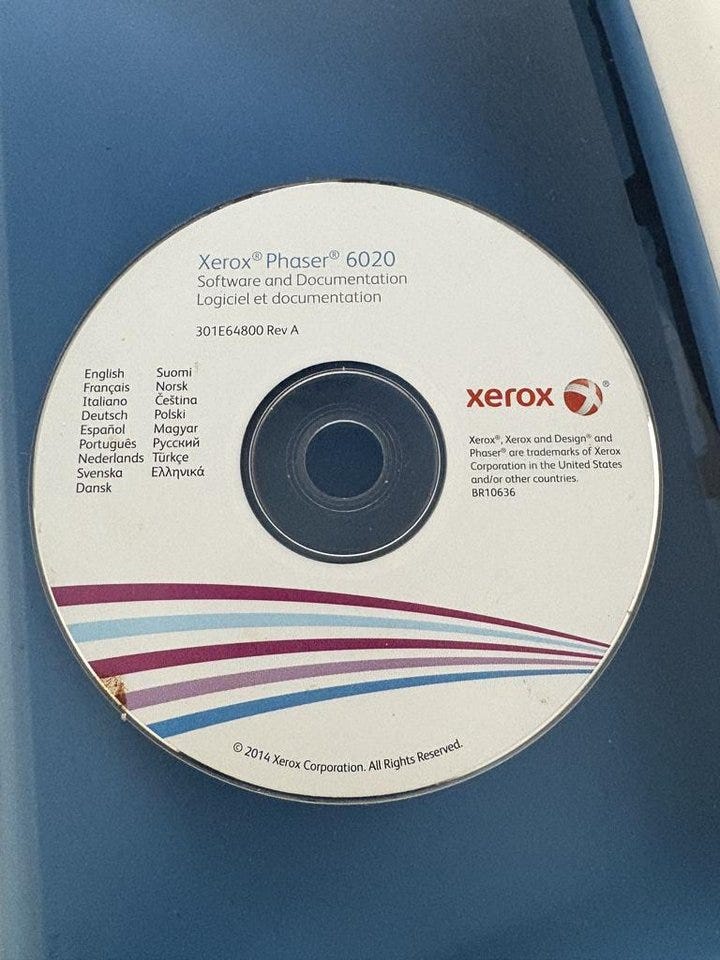 Xerox® Phaser® 6020
Software and Documentation
Logiciel et documentation
301E64800 Rev A
English
Français
Italiano
Deutsch
Español
Português
Nederlands
Svenska
Dansk
Suomi
Norsk
Čeština
Polski
Magyar
Русский
Türkçe
Ελληνικά
xerox ®
Xerox®, Xerox and Design® and
Phaser® are trademarks of Xerox
Corporation in the United States
and/or other countries.
BR10636
© 2014 Xerox Corporation. All Rights Reserved.